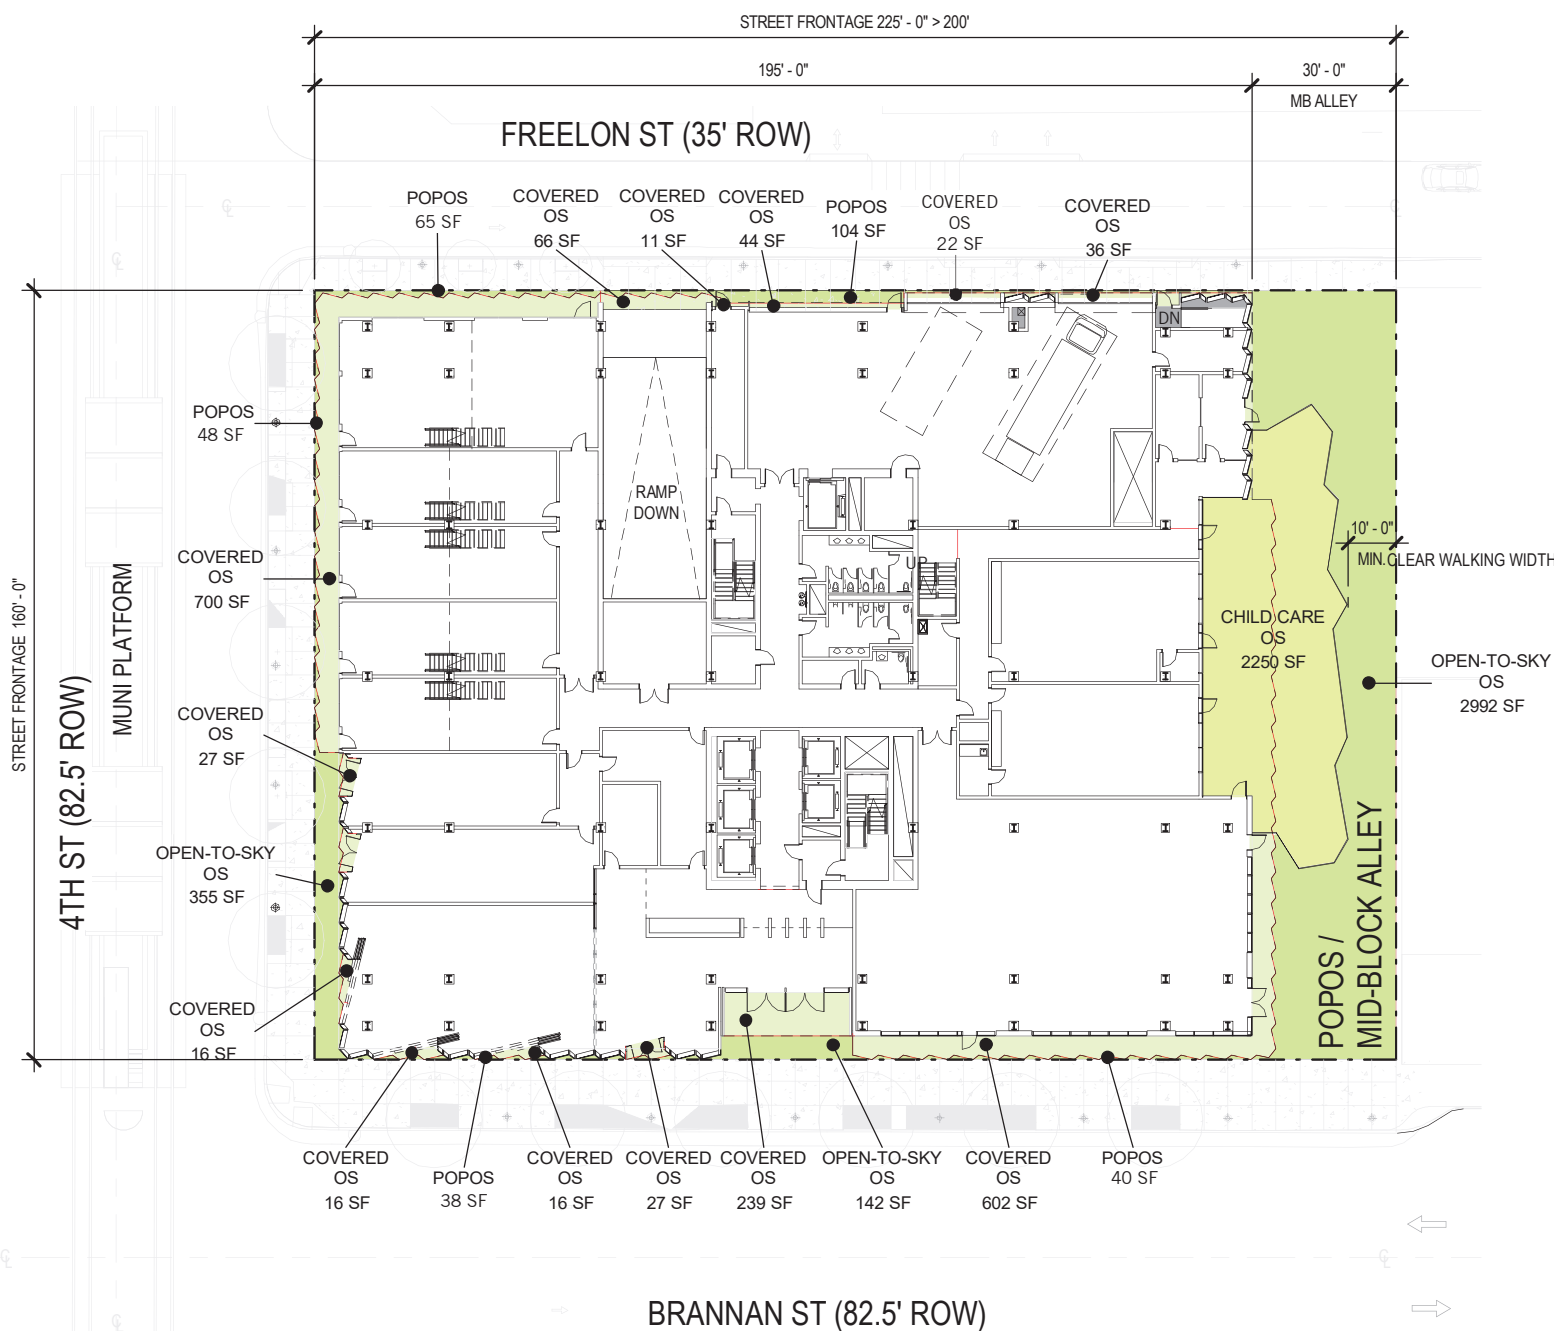 STREET FRONTAGE 225' - 0" > 200'
195' - 0"
30' - 0"
MB ALLEY
FREELON ST (35' ROW)
POPOS
65 SF
COVERED
OS
66 SF
COVERED
OS
11 SF
COVERED
OS
44 SF
POPOS
104 SF
COVERED
OS
22 SF
COVERED
OS
36 SF
DN
POPOS
48 SF
RAMP
DOWN
10' - 0"
MIN. CLEAR WALKING WIDTH
UP
COVERED
OS
700 SF
STREET FRONTAGE 160' - 0"
4TH ST (82.5' ROW)
MUNI PLATFORM
CHILD CARE
OS
2250 SF
OPEN-TO-SKY
OS
2992 SF
COVERED
OS
27 SF
OPEN-TO-SKY
OS
355 SF
POPOS /
MID-BLOCK ALLEY
COVERED
OS
16 SF
COVERED
OS
16 SF
POPOS
38 SF
COVERED
OS
16 SF
COVERED
OS
27 SF
COVERED
OS
239 SF
OPEN-TO-SKY
OS
142 SF
COVERED
OS
602 SF
POPOS
40 SF
BRANNAN ST (82.5' ROW)